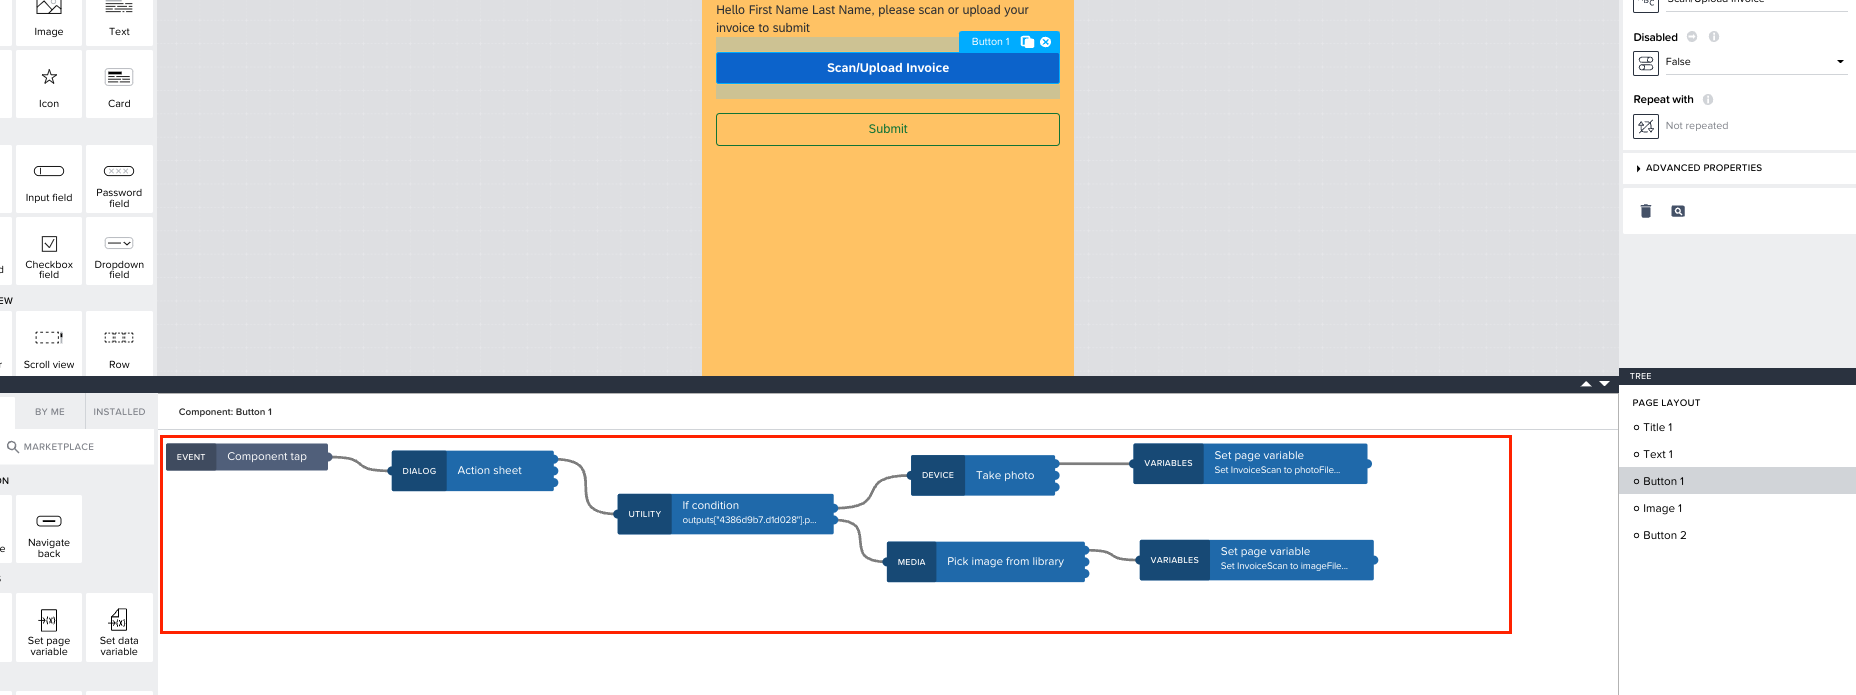 Image
Text
Icon
Card
Input field
Password
field
Checkbox
field
Dropdown
field
EW
Scroll view
Row
Hello First Name Last Name, please scan or upload your
invoice to submit
Button 1
Scan/Upload Invoice
Submit
Scan/Upload Invoice
Disabled
False
Repeat with
Not repeated
ADVANCED PROPERTIES
TREE
PAGE LAYOUT
Title 1
Text 1
Button 1
Image 1
Button 2
BY ME
INSTALLED
MARKETPLACE
ON
Navigate
back
Set page
variable
Set data
variable
Component: Button 1
EVENT
Component tap
DIALOG
Action sheet
UTILITY
If condition
outputs["4386d9b7.d1d028"].p...
DEVICE
Take photo
VARIABLES
Set page variable
Set InvoiceScan to photoFile...
MEDIA
Pick image from library
VARIABLES
Set page variable
Set InvoiceScan to imageFile...